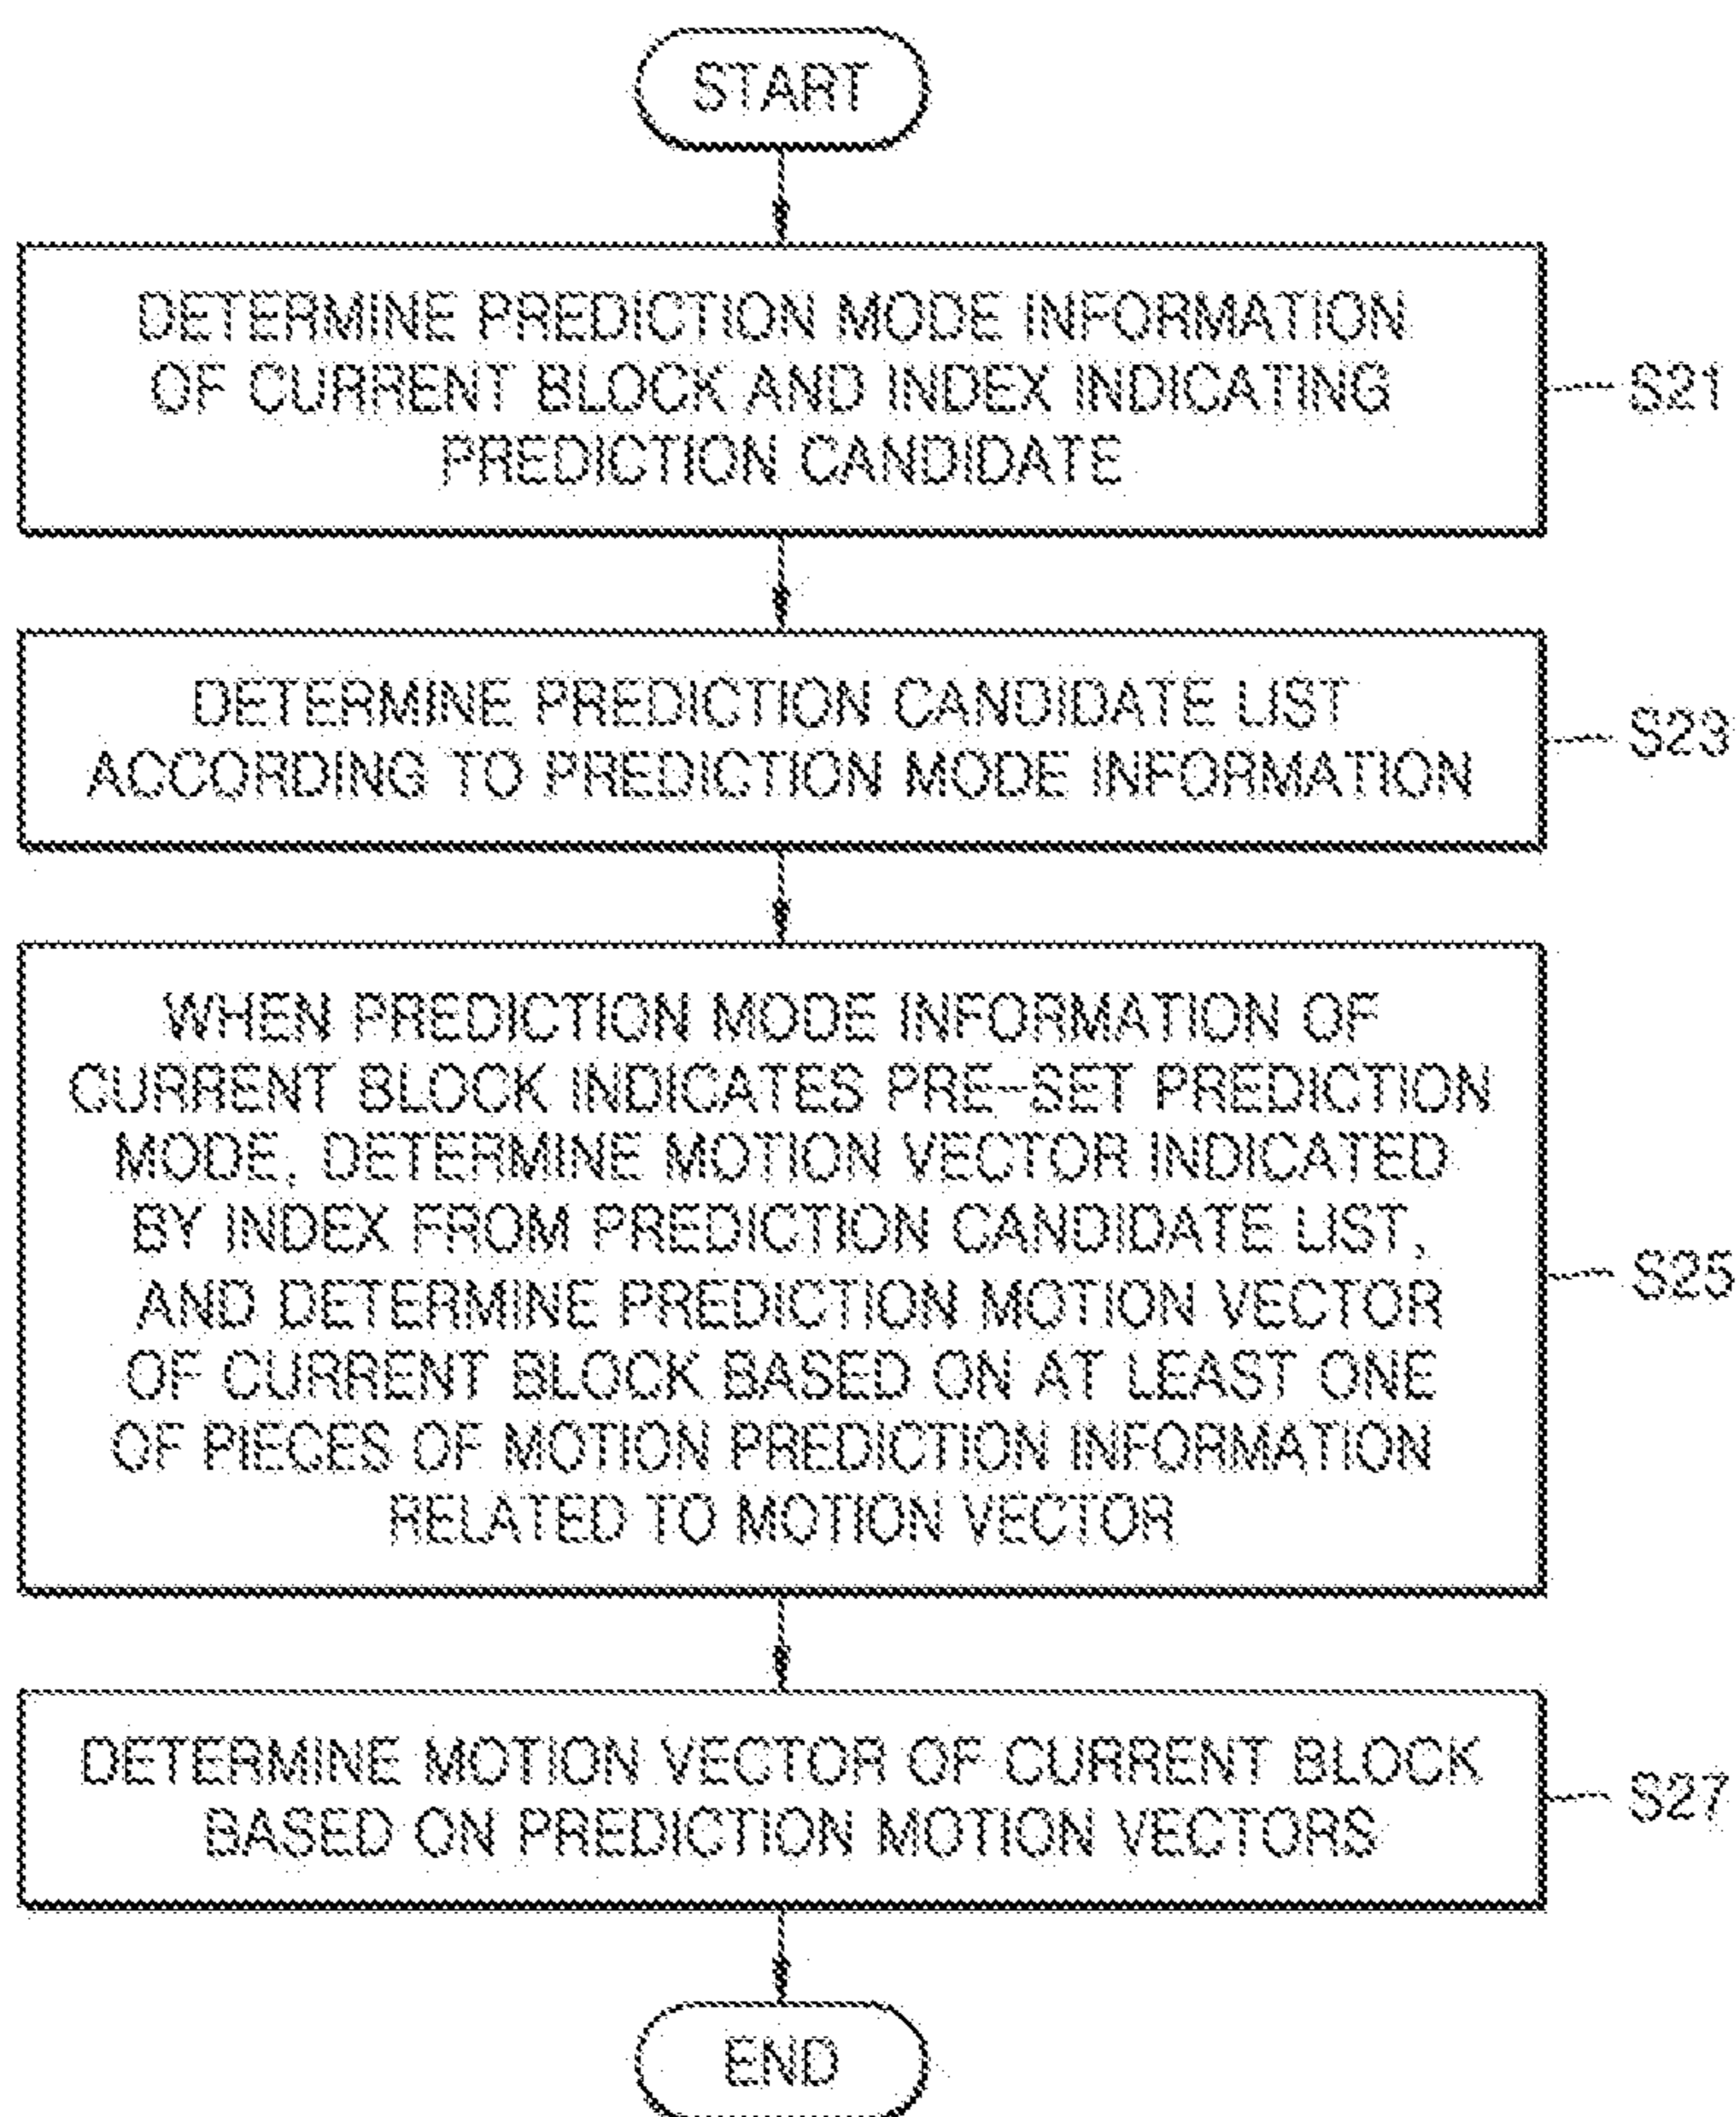 START
DETERMINE PREDICTION MODE INFORMATION
OF CURRENT BLOCK AND INDEX INDICATING
PREDICTION CANDIDATE
S21
DETERMINE PREDICTION CANDIDATE LIST
ACCORDING TO PREDICTION MODE INFORMATION
S23
WHEN PREDICTION MODE INFORMATION OF
CURRENT BLOCK INDICATES PRE-SET PREDICTION
MODE, DETERMINE MOTION VECTOR INDICATED
BY INDEX FROM PREDICTION CANDIDATE LIST,
AND DETERMINE PREDICTION MOTION VECTOR
OF CURRENT BLOCK BASED ON AT LEAST ONE
OF PIECES OF MOTION PREDICTION INFORMATION
RELATED TO MOTION VECTOR
S25
DETERMINE MOTION VECTOR OF CURRENT BLOCK
BASED ON PREDICTION MOTION VECTORS
S27
END